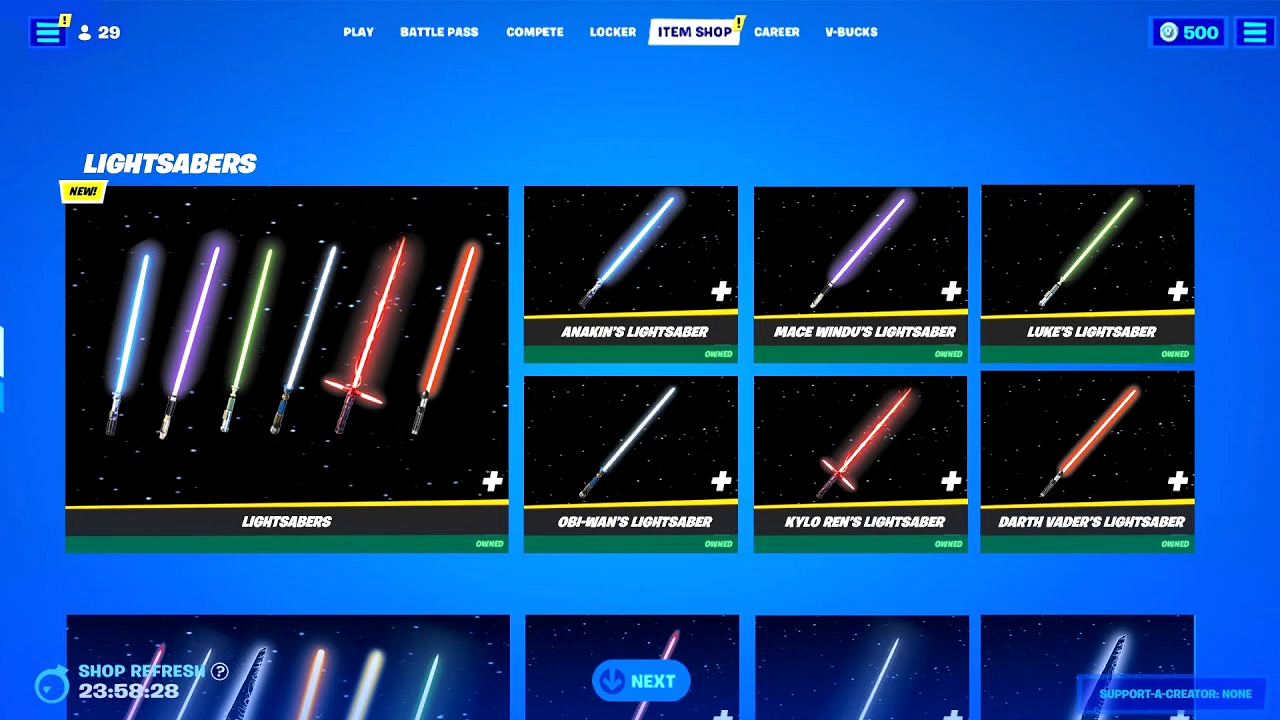 !
29
PLAY
BATTLE PASS
COMPETE
LOCKER
ITEM SHOP
!
CAREER
V-BUCKS
500
LIGHTSABERS
NEW!
LIGHTSABERS
OWNED
ANAKIN'S LIGHTSABER
OWNED
MACE WINDU'S LIGHTSABER
OWNED
LUKE'S LIGHTSABER
OWNED
OBI-WAN'S LIGHTSABER
OWNED
KYLO REN'S LIGHTSABER
OWNED
DARTH VADER'S LIGHTSABER
OWNED
SHOP REFRESH ?
23:58:28
NEXT
SUPPORT-A-CREATOR: NONE